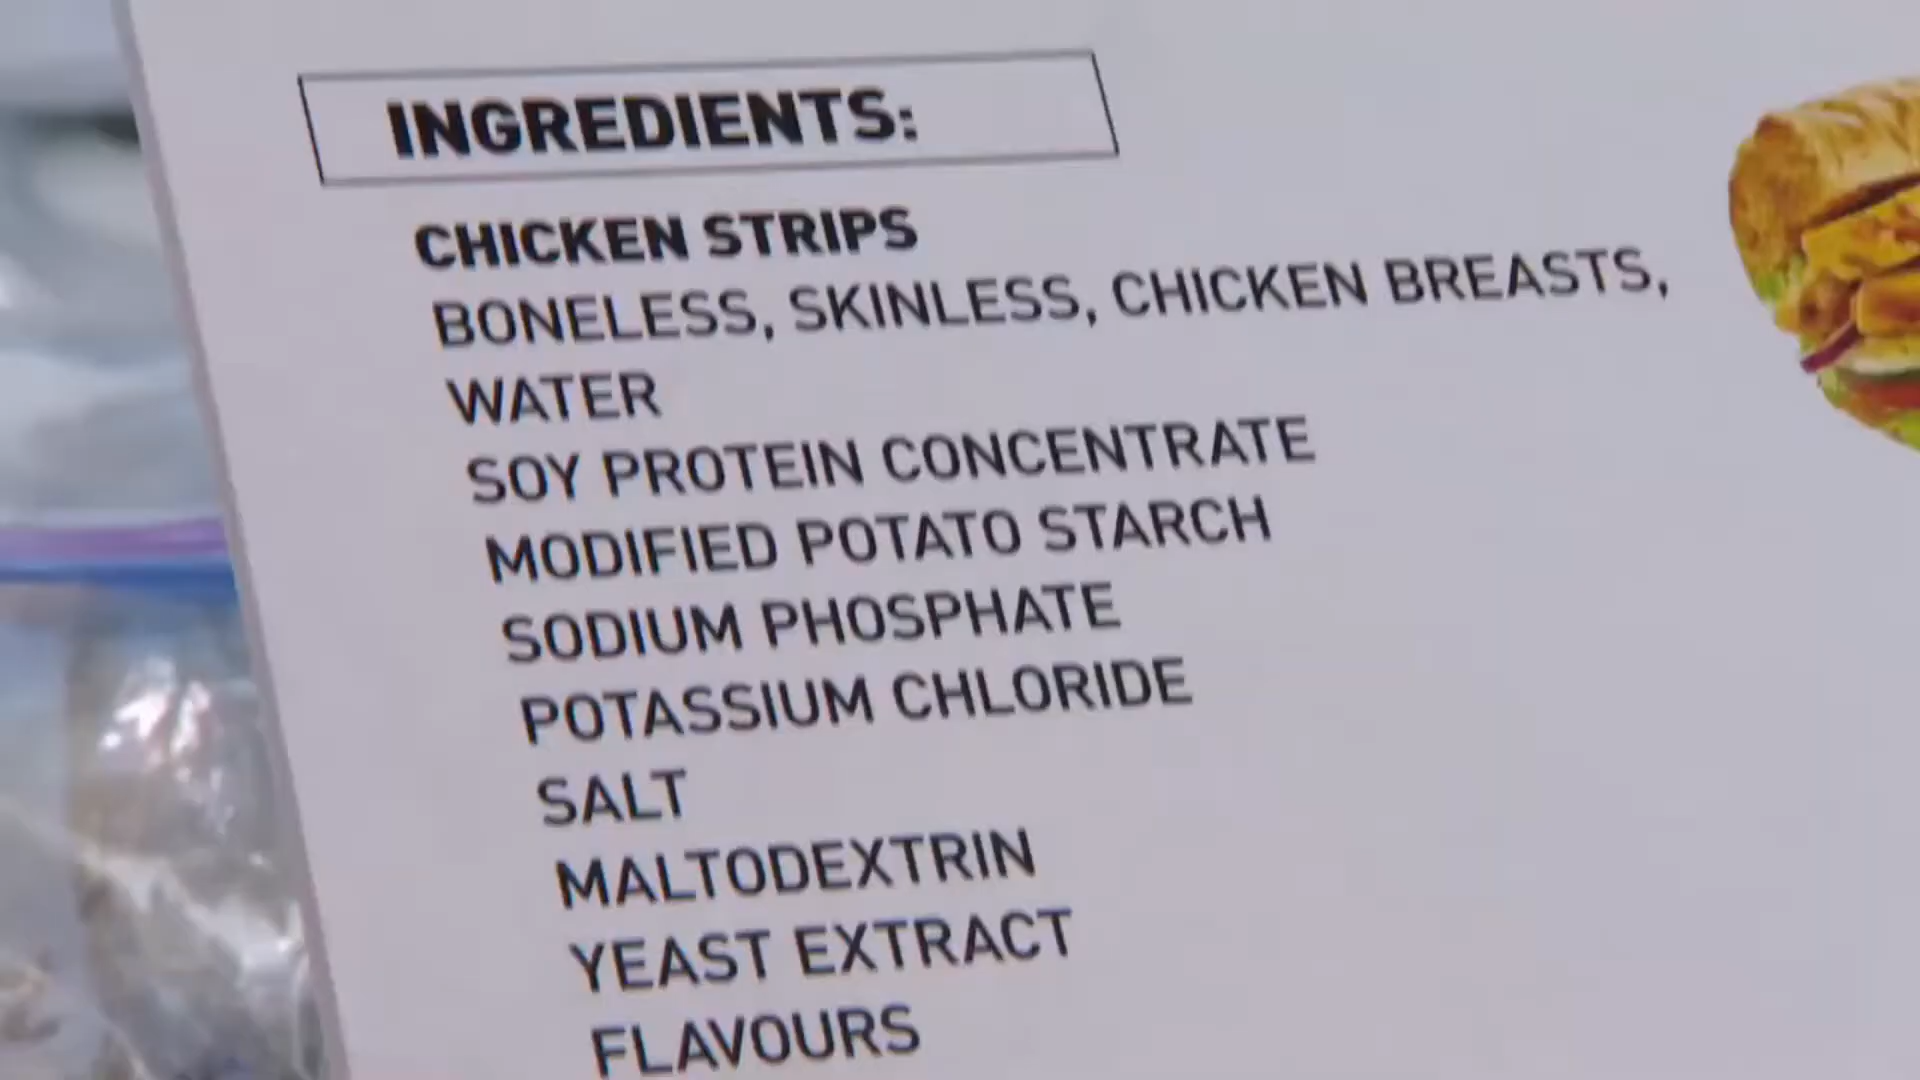 INGREDIENTS:
CHICKEN STRIPS
BONELESS, SKINLESS, CHICKEN BREASTS,
WATER
SOY PROTEIN CONCENTRATE
MODIFIED POTATO STARCH
SODIUM PHOSPHATE
POTASSIUM CHLORIDE
SALT
MALTODEXTRIN
YEAST EXTRACT
FLAVOURS